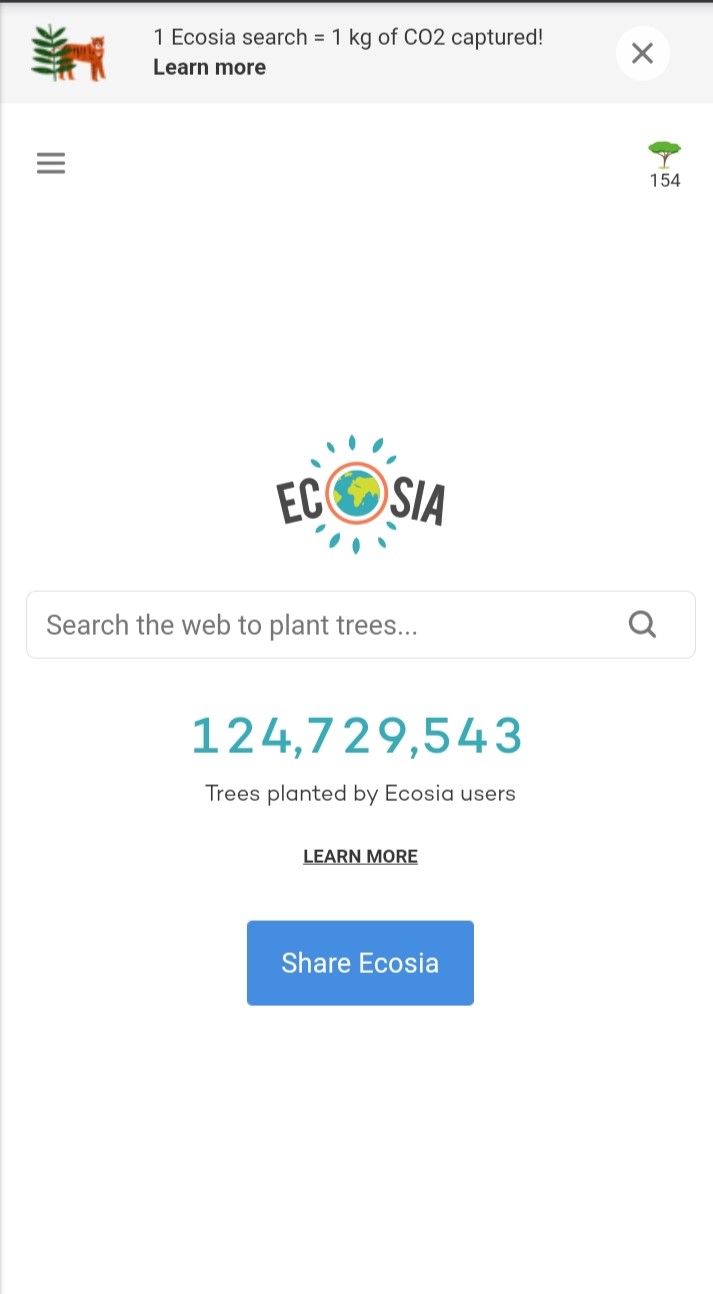 1 Ecosia search = 1 kg of CO2 captured!
Learn more
154
ECOSIA
Search the web to plant trees...
124,729,543
Trees planted by Ecosia users
LEARN MORE
Share Ecosia